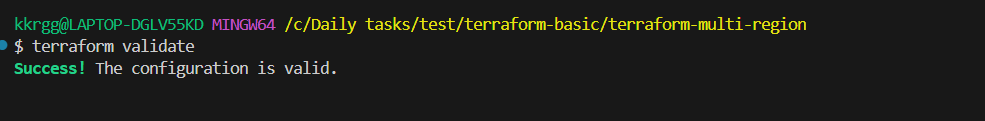 kkrgg@LAPTOP-DGLV55KD MINGW64 /c/Daily tasks/test/terraform-basic/terraform-multi-region
$ terraform validate
Success! The configuration is valid.